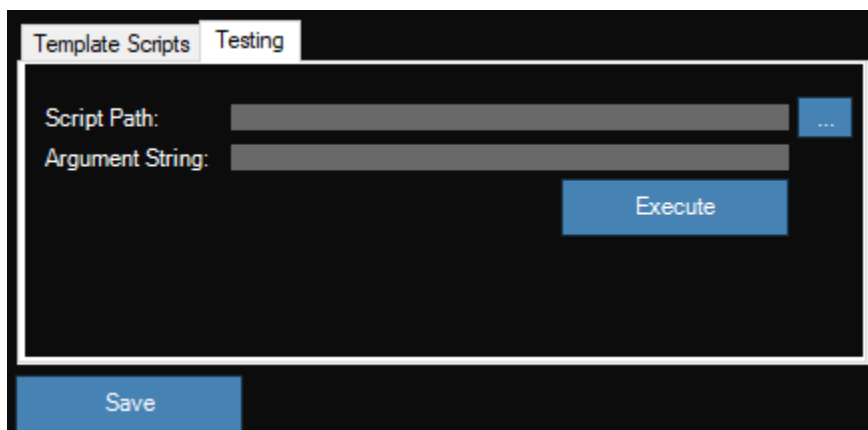 Template Scripts Testing
Script Path: ...
Argument String:
Execute
Save